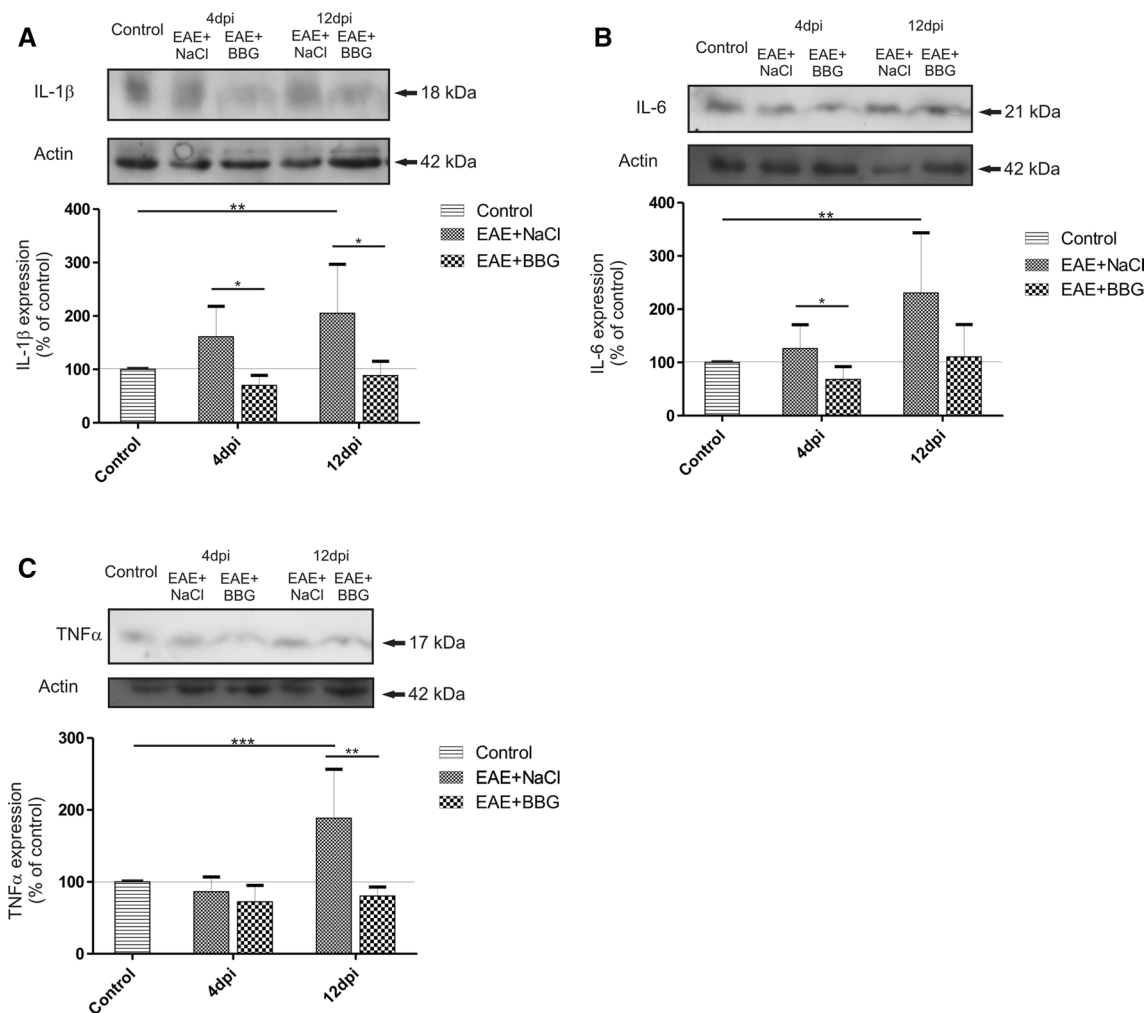 A
4dpi
12dpi
Control
EAE+ EAE+ EAE+ EAE+
NaCl BBG NaCl BBG
IL-1β
18 kDa
Actin
42 kDa
400
300
200
100
0
IL-1β expression
(% of control)
**
*
*
Control
EAE+NaCl
EAE+BBG
Control
4dpi
12dpi
B
4dpi
12dpi
Control
EAE+ EAE+ EAE+ EAE+
NaCl BBG NaCl BBG
IL-6
21 kDa
Actin
42 kDa
400
300
200
100
0
IL-6 expression
(% of control)
**
*
Control
EAE+NaCl
EAE+BBG
Control
4dpi
12dpi
C
4dpi
12dpi
Control
EAE+ EAE+ EAE+ EAE+
NaCl BBG NaCl BBG
TNFα
17 kDa
Actin
42 kDa
300
200
100
0
TNFα expression
(% of control)
***
**
Control
EAE+NaCl
EAE+BBG
Control
4dpi
12dpi